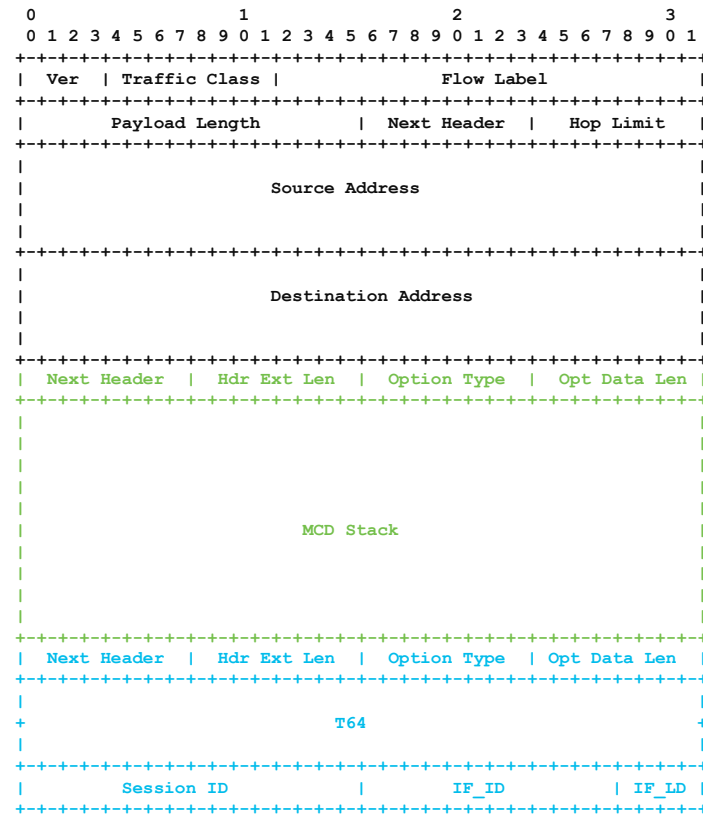 0                   1                   2                   3
 0 1 2 3 4 5 6 7 8 9 0 1 2 3 4 5 6 7 8 9 0 1 2 3 4 5 6 7 8 9 0 1
+-+-+-+-+-+-+-+-+-+-+-+-+-+-+-+-+-+-+-+-+-+-+-+-+-+-+-+-+-+-+-+-+
|  Ver  | Traffic Class |               Flow Label              |
+-+-+-+-+-+-+-+-+-+-+-+-+-+-+-+-+-+-+-+-+-+-+-+-+-+-+-+-+-+-+-+-+
|        Payload Length         |  Next Header  |   Hop Limit   |
+-+-+-+-+-+-+-+-+-+-+-+-+-+-+-+-+-+-+-+-+-+-+-+-+-+-+-+-+-+-+-+-+
|                                                               |
|                       Source Address                          |
|                                                               |
|                                                               |
+-+-+-+-+-+-+-+-+-+-+-+-+-+-+-+-+-+-+-+-+-+-+-+-+-+-+-+-+-+-+-+-+
|                                                               |
|                       Destination Address                     |
|                                                               |
|                                                               |
+-+-+-+-+-+-+-+-+-+-+-+-+-+-+-+-+-+-+-+-+-+-+-+-+-+-+-+-+-+-+-+-+
|  Next Header  |  Hdr Ext Len  |  Option Type  |  Opt Data Len |
+-+-+-+-+-+-+-+-+-+-+-+-+-+-+-+-+-+-+-+-+-+-+-+-+-+-+-+-+-+-+-+-+
|                                                               |
|                                                               |
|                                                               |
|                                                               |
|                                                               |
|                          MCD Stack                            |
|                                                               |
|                                                               |
|                                                               |
|                                                               |
+-+-+-+-+-+-+-+-+-+-+-+-+-+-+-+-+-+-+-+-+-+-+-+-+-+-+-+-+-+-+-+-+
|  Next Header  |  Hdr Ext Len  |  Option Type  | Opt Data Len  |
+-+-+-+-+-+-+-+-+-+-+-+-+-+-+-+-+-+-+-+-+-+-+-+-+-+-+-+-+-+-+-+-+
|                                                               |
+                             T64                               +
|                                                               |
+-+-+-+-+-+-+-+-+-+-+-+-+-+-+-+-+-+-+-+-+-+-+-+-+-+-+-+-+-+-+-+-+
|         Session ID            |        IF_ID          | IF_LD |
+-+-+-+-+-+-+-+-+-+-+-+-+-+-+-+-+-+-+-+-+-+-+-+-+-+-+-+-+-+-+-+-+